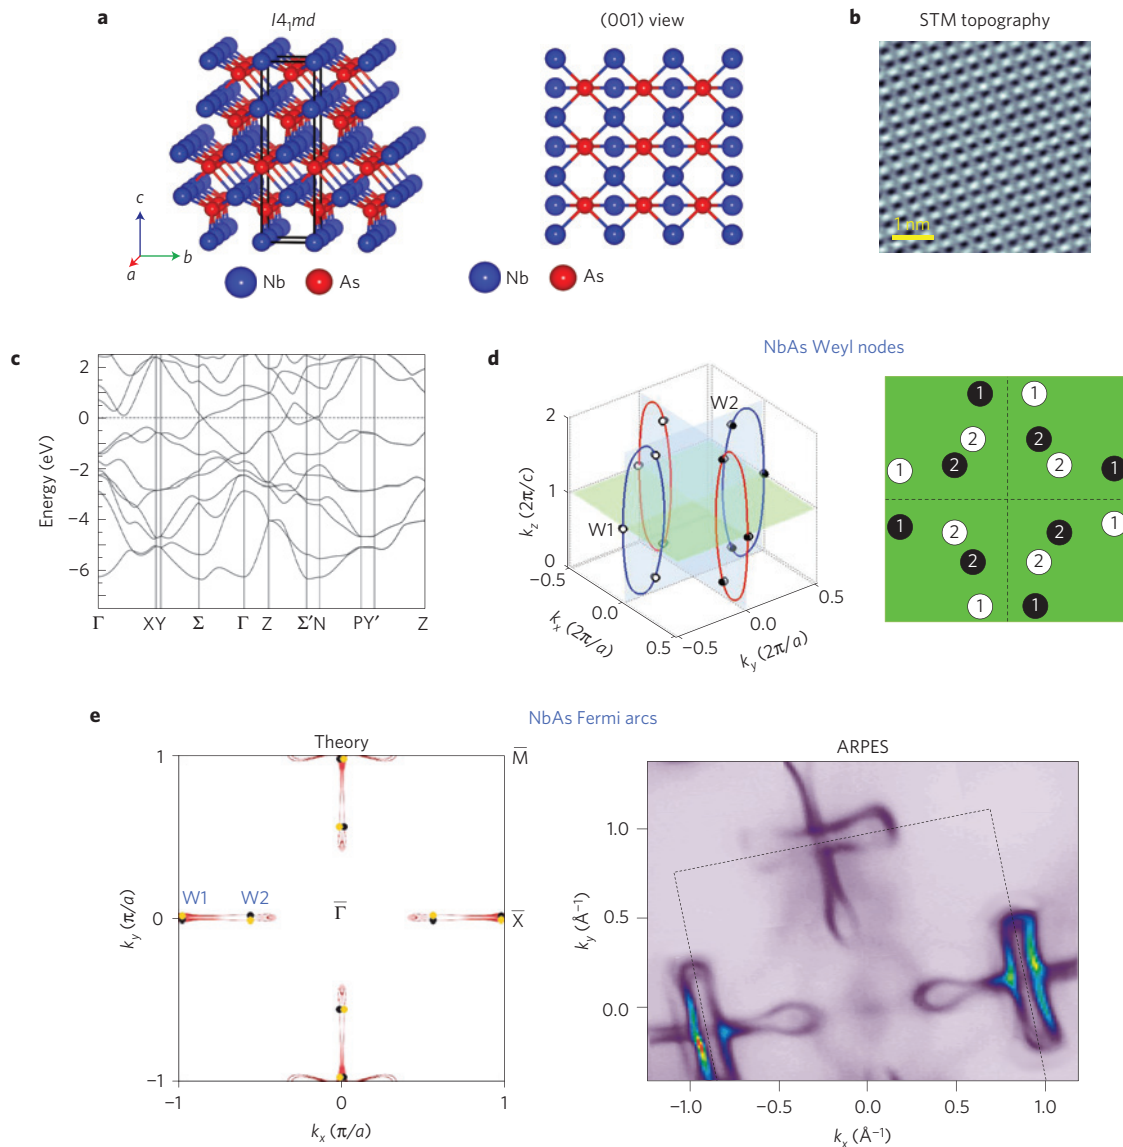 a
I4₁md
(001) view
b
STM topography
1 nm
c
a
b
Nb
As
Nb
As
c
Energy (eV)
2
0
−2
−4
−6
Γ
XY
Σ
Γ
Z
Σ′N
PY′
Z
d
NbAs Weyl nodes
W2
W1
k_z (2π/c)
2
1
0
−0.5
0.0
0.5
k_x (2π/a)
−0.5
0.0
0.5
k_y (2π/a)
1 1
2 2
1 2 2 1
1 2 2 1
2 2
1 1
e
NbAs Fermi arcs
Theory
ARPES
1
M̅
W1
W2
Γ̅
X̅
0
k_y (π/a)
−1
−1
0
1
k_x (π/a)
1.0
0.5
0.0
k_y (Å⁻¹)
−1.0
−0.5
0.0
0.5
1.0
k_x (Å⁻¹)